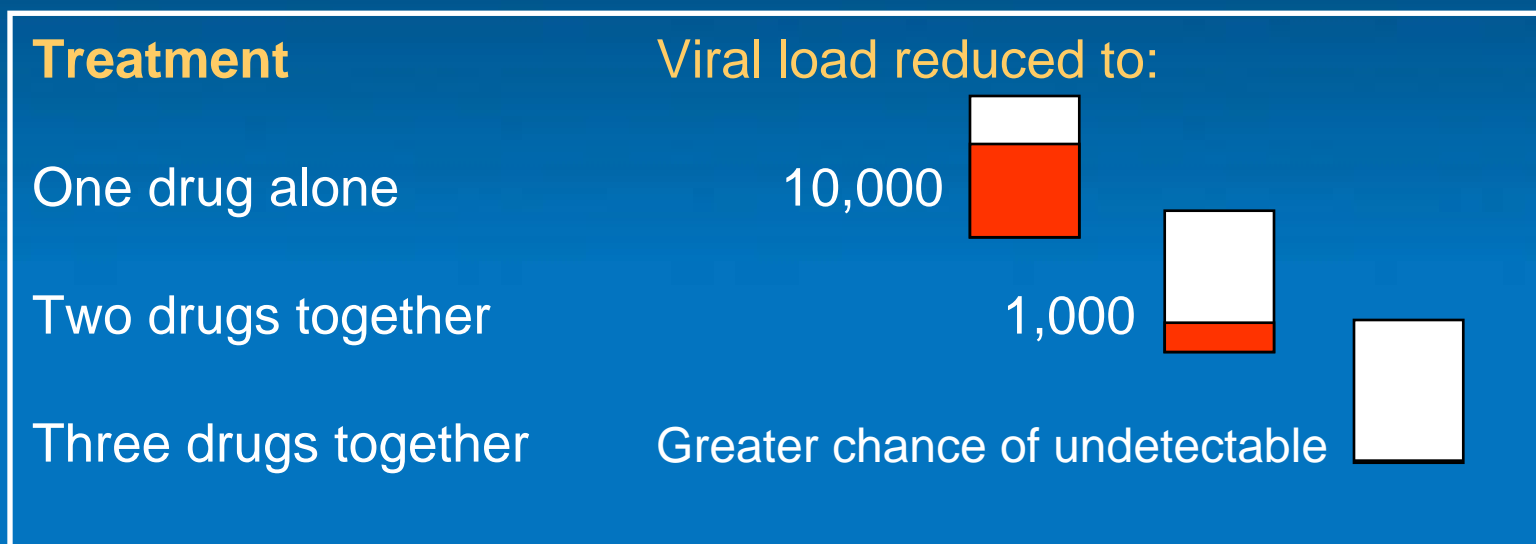 Treatment Viral load reduced to:
One drug alone 10,000
Two drugs together 1,000
Three drugs together Greater chance of undetectable